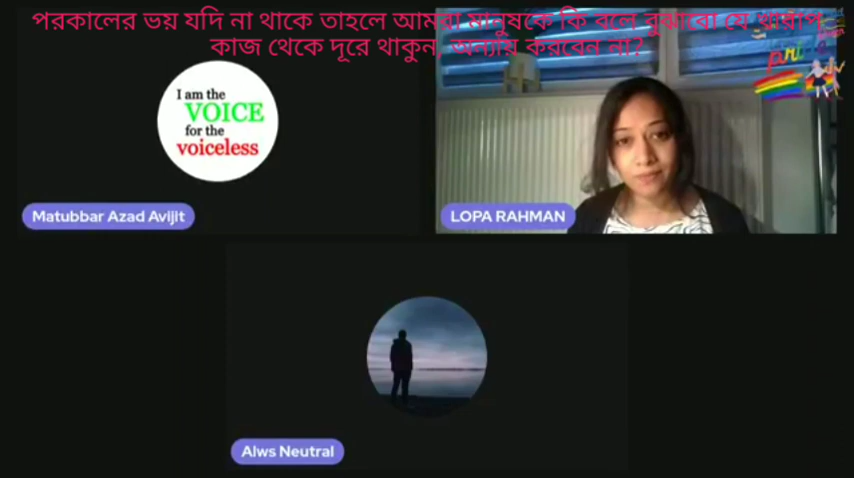 পরকালের ভয় যদি না থাকে তাহলে আমরা মানুষকে কি বলে বুঝাবো যে খারাপ
কাজ থেকে দূরে থাকুন, অন্যায় করবেন না?
I am the
VOICE
for the
voiceless
Matubbar Azad Avijit
LOPA RAHMAN
Alws Neutral